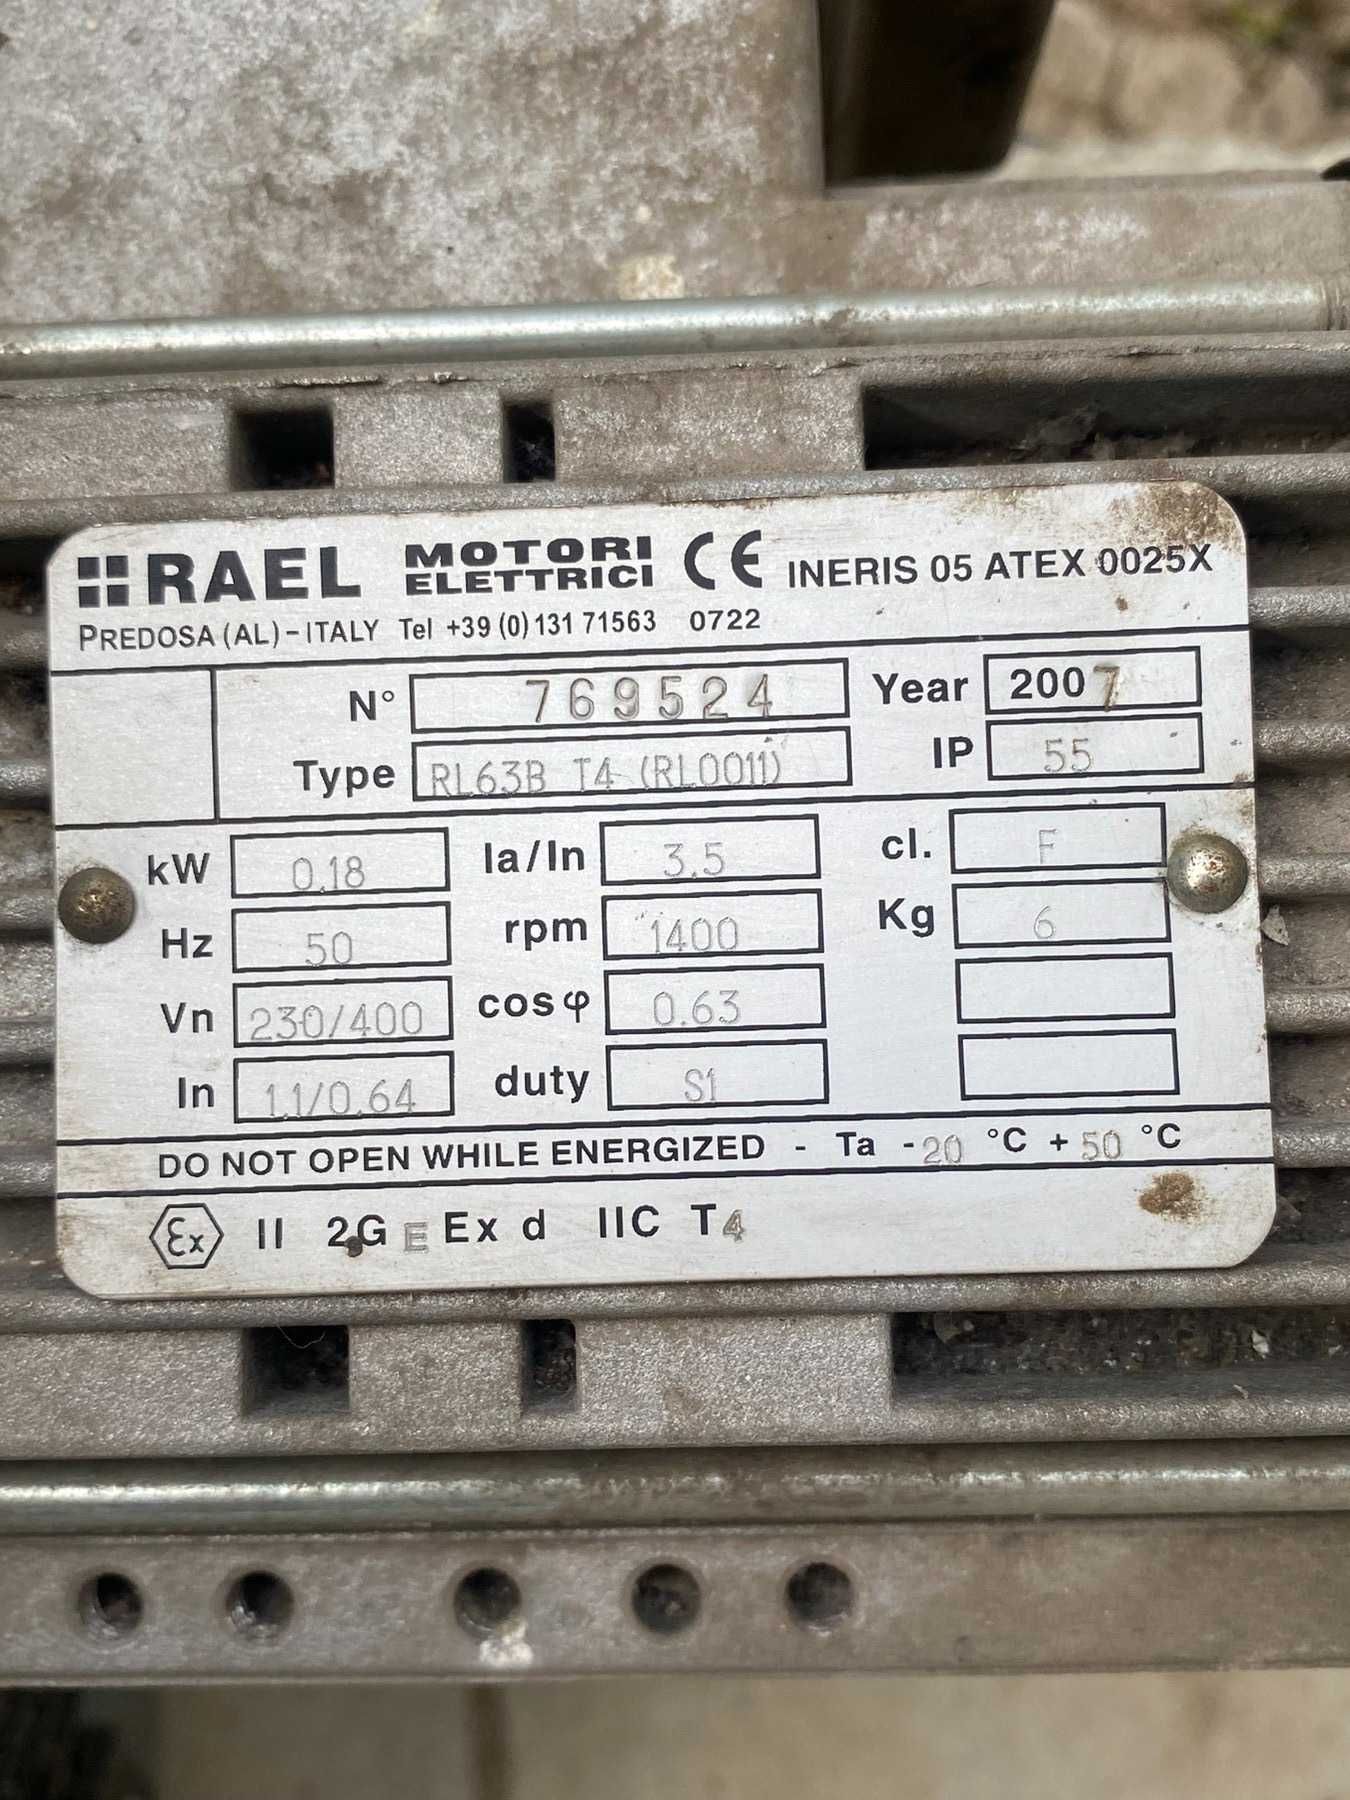 RAEL MOTORI ELETTRICI CE INERIS 05 ATEX 0025X
PREDOSA (AL) - ITALY Tel +39 (0) 131 71563 0722
N° 769524 Year 2007
Type RL63B T4 (RL0011) IP 55
kW 0.18 Ia/In 3.5 cl. F
Hz 50 rpm 1400 Kg 6
Vn 230/400 cos φ 0.63
In 1.1/0.64 duty S1
DO NOT OPEN WHILE ENERGIZED - Ta -20 °C +50 °C
Ex II 2G E Ex d IIC T4